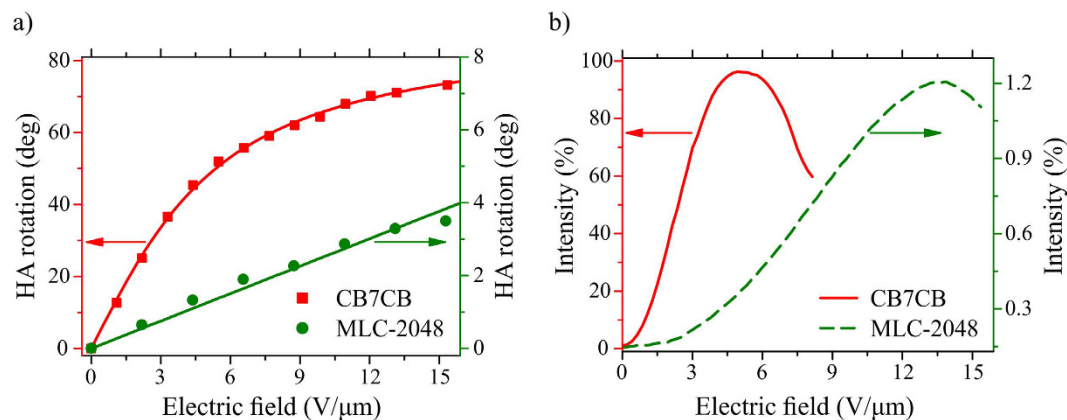 a)
80
60
40
20
0
HA rotation (deg)
8
6
4
2
0
HA rotation (deg)
CB7CB
MLC-2048
0 3 6 9 12 15
Electric field (V/μm)
b)
100
80
60
40
20
0
Intensity (%)
1.2
0.9
0.6
0.3
Intensity (%)
CB7CB
MLC-2048
0 3 6 9 12 15
Electric field (V/μm)